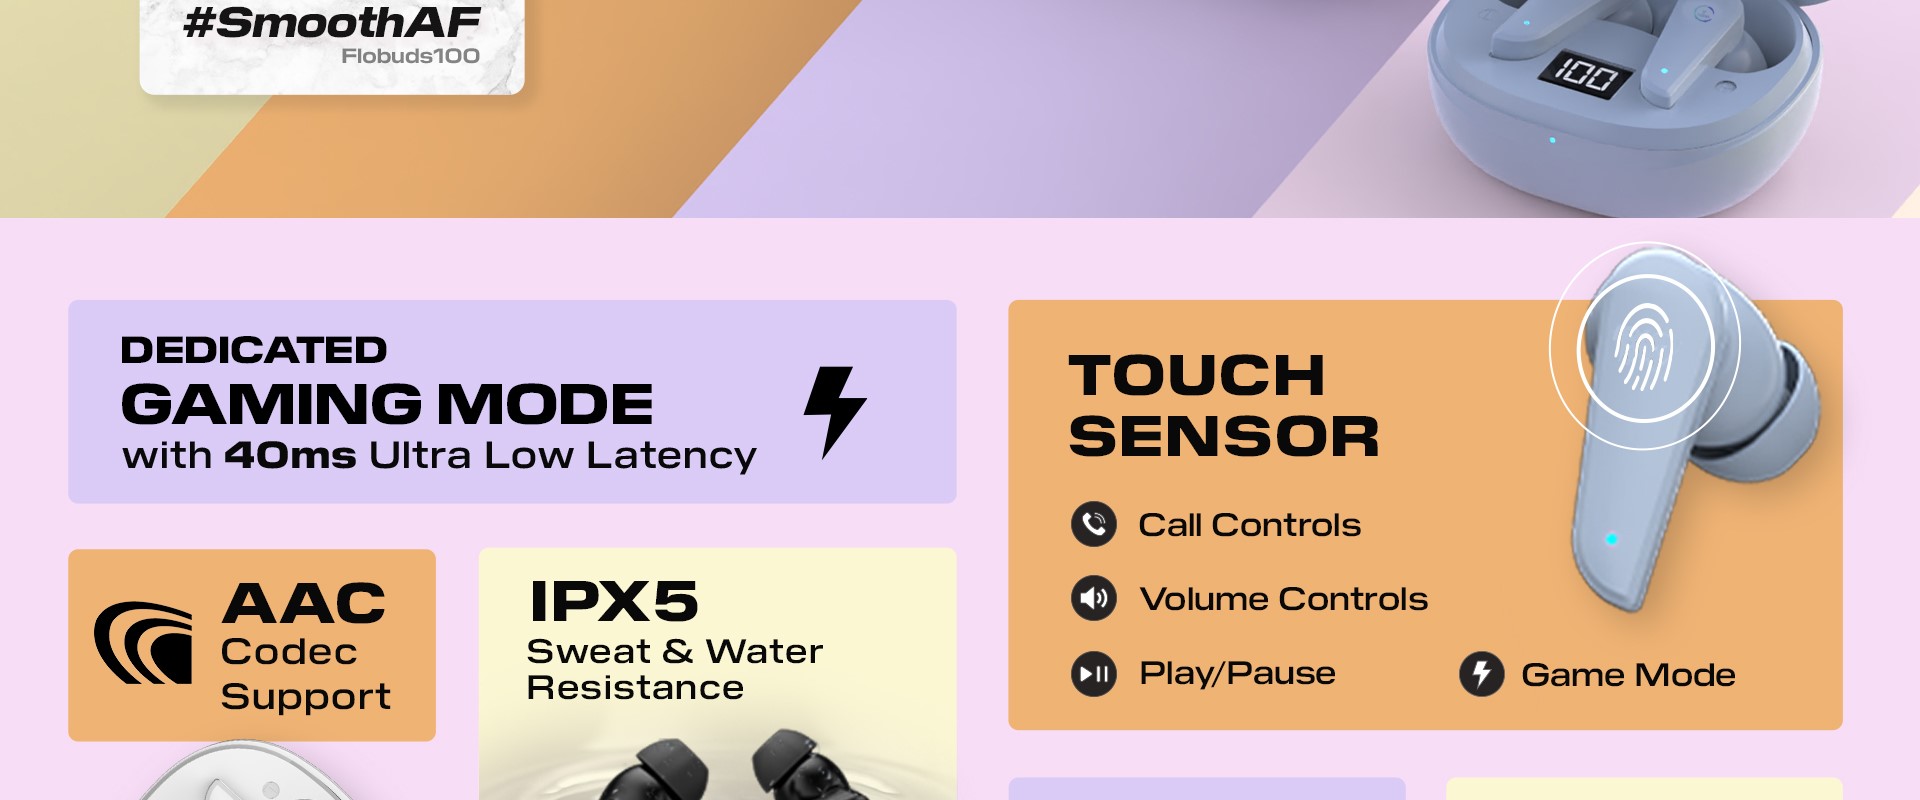 #SmoothAF
Flobuds100
100
DEDICATED
GAMING MODE
with 40ms Ultra Low Latency
AAC
Codec
Support
IPX5
Sweat & Water
Resistance
TOUCH
SENSOR
Call Controls
Volume Controls
Play/Pause
Game Mode